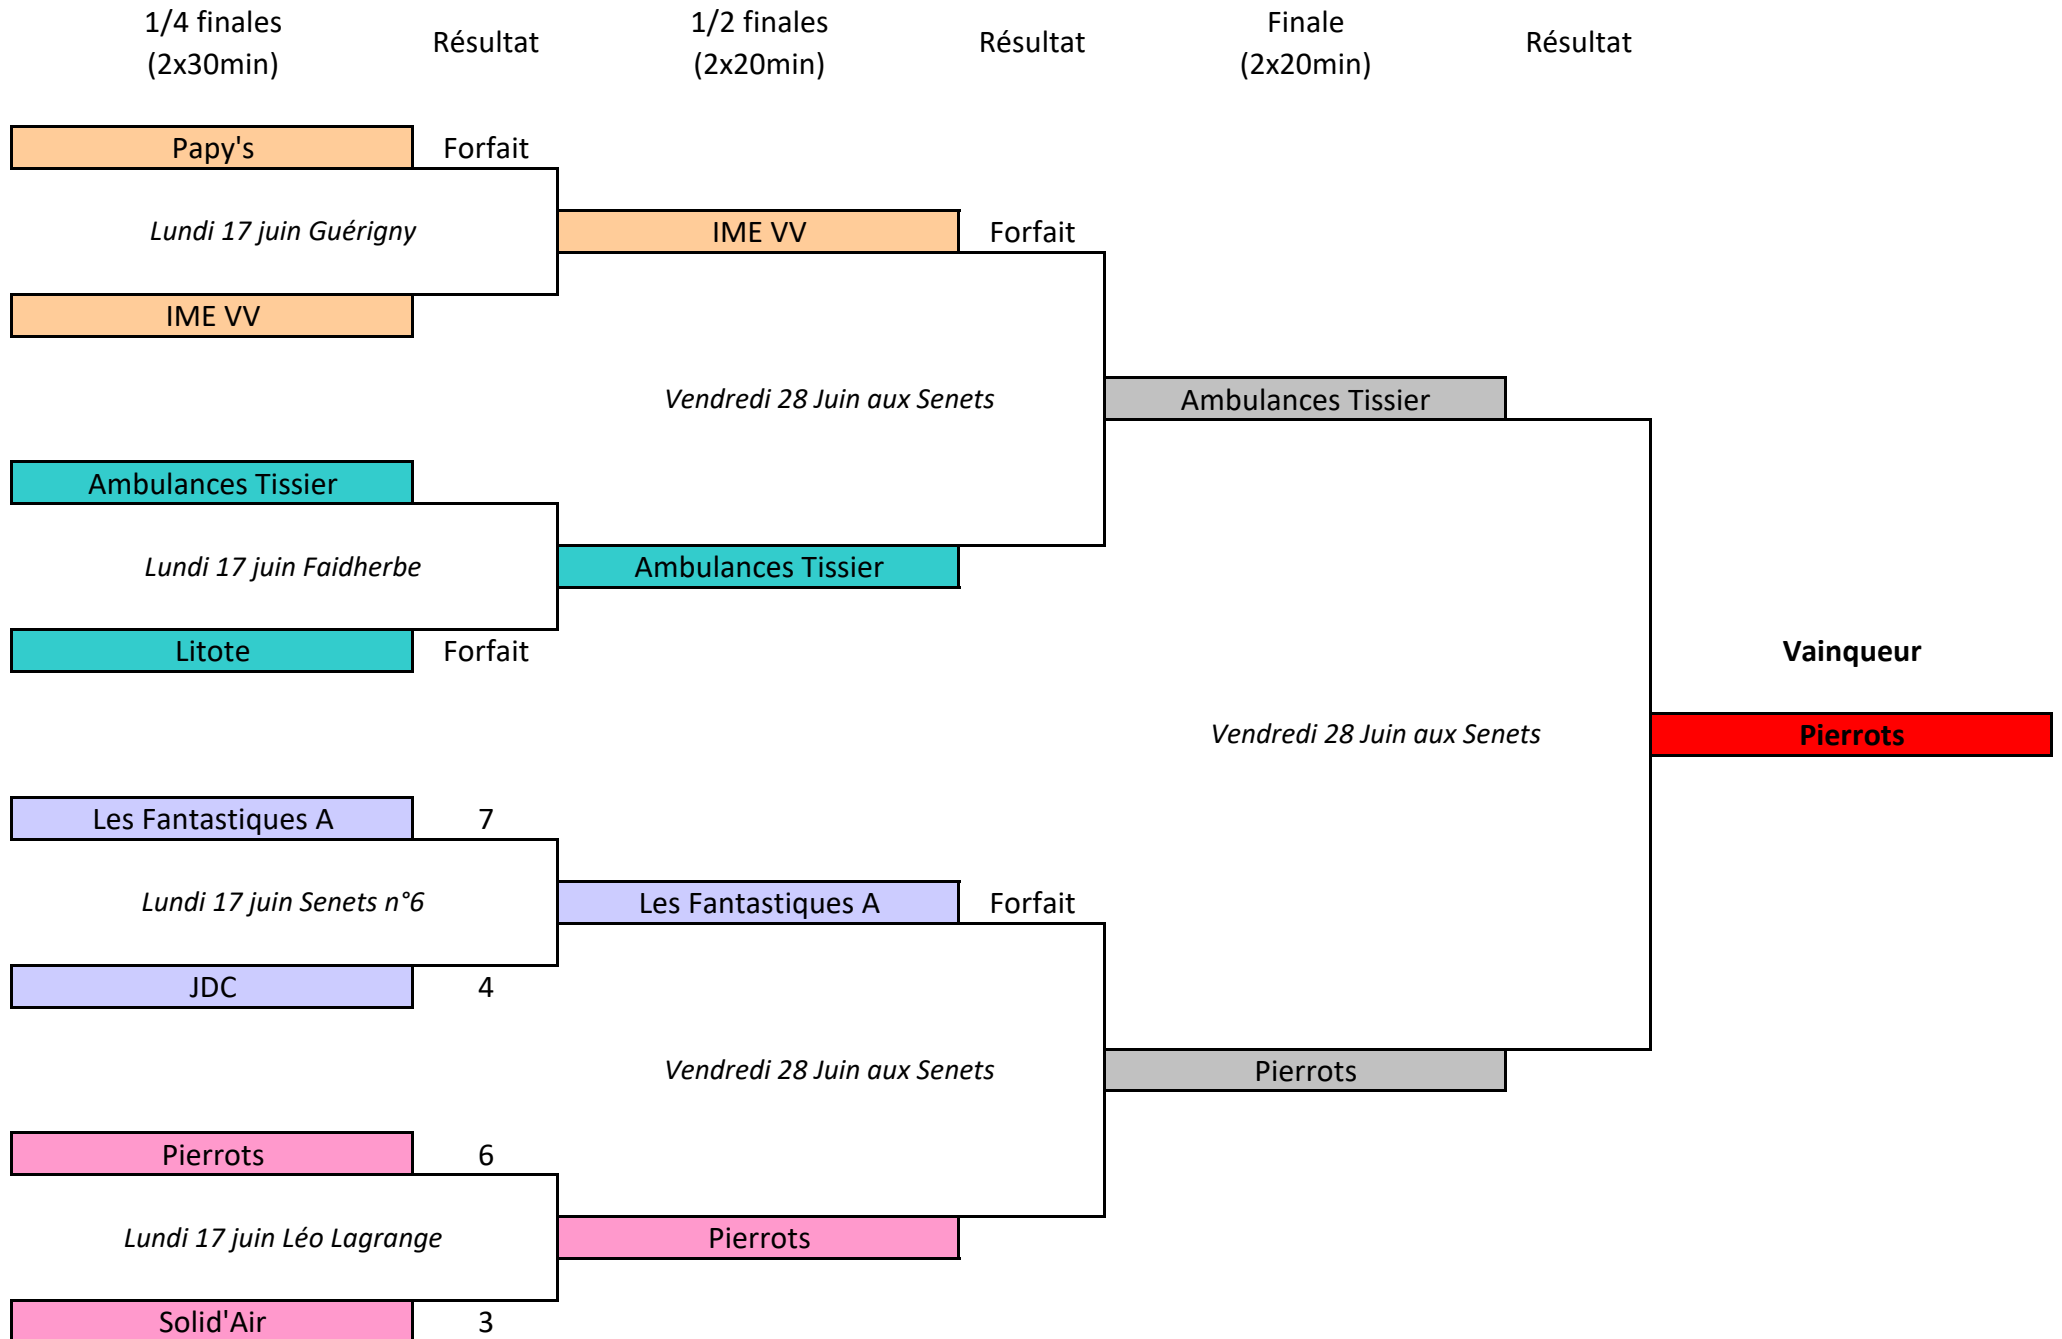 1/4 finales
(2x30min)
Résultat
1/2 finales
(2x20min)
Résultat
Finale
(2x20min)
Résultat
Papy's
Forfait
Lundi 17 juin Guérigny
IME VV
Forfait
IME VV
Vendredi 28 Juin aux Senets
Ambulances Tissier
Ambulances Tissier
Lundi 17 juin Faidherbe
Ambulances Tissier
Litote
Forfait
Vainqueur
Vendredi 28 Juin aux Senets
Pierrots
Les Fantastiques A
7
Lundi 17 juin Senets n°6
Les Fantastiques A
Forfait
JDC
4
Vendredi 28 Juin aux Senets
Pierrots
Pierrots
6
Lundi 17 juin Léo Lagrange
Pierrots
Solid'Air
3